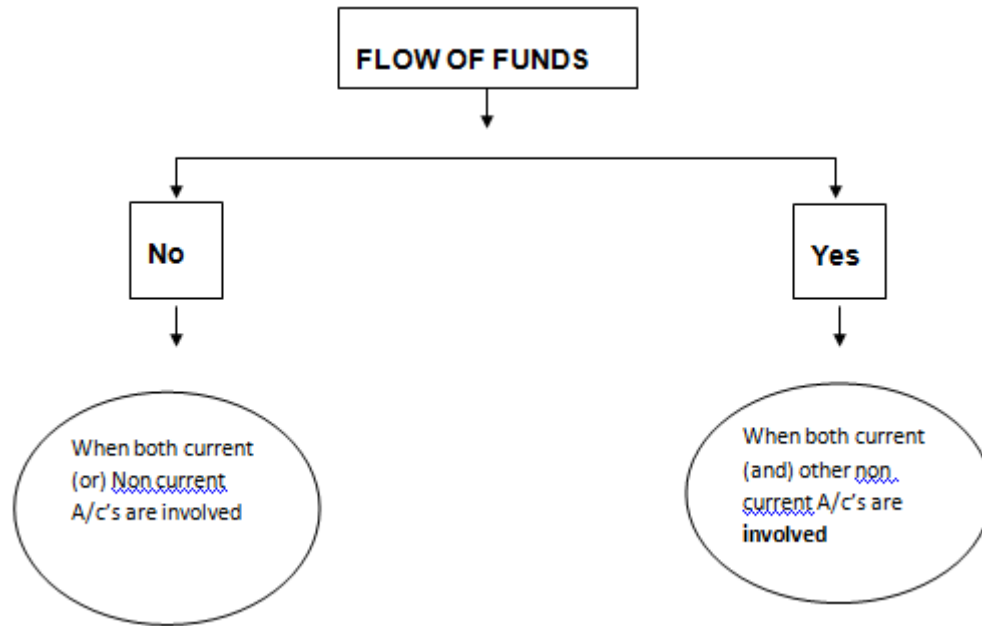 FLOW OF FUNDS
No
Yes
When both current
(or) Non current
A/c's are involved
When both current
(and) other non
current A/c's are
involved